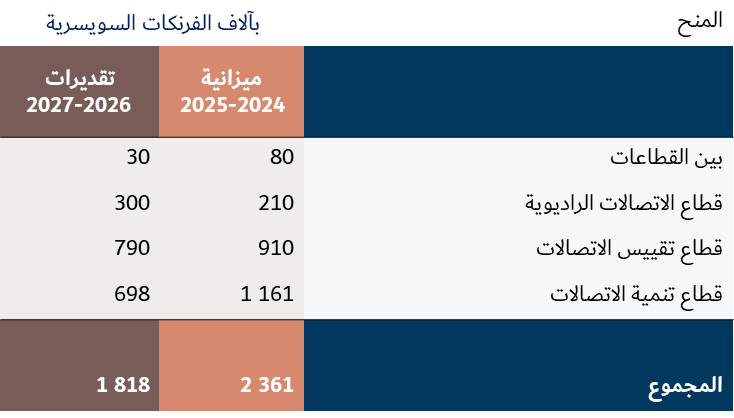 المنح بآلاف الفرنكات السويسرية
ميزانية تقديرات
2025-2024 2027-2026
بين القطاعات 80 30
قطاع الاتصالات الراديوية 210 300
قطاع تقييس الاتصالات 910 790
قطاع تنمية الاتصالات 1 161 698
المجموع 2 361 1 818